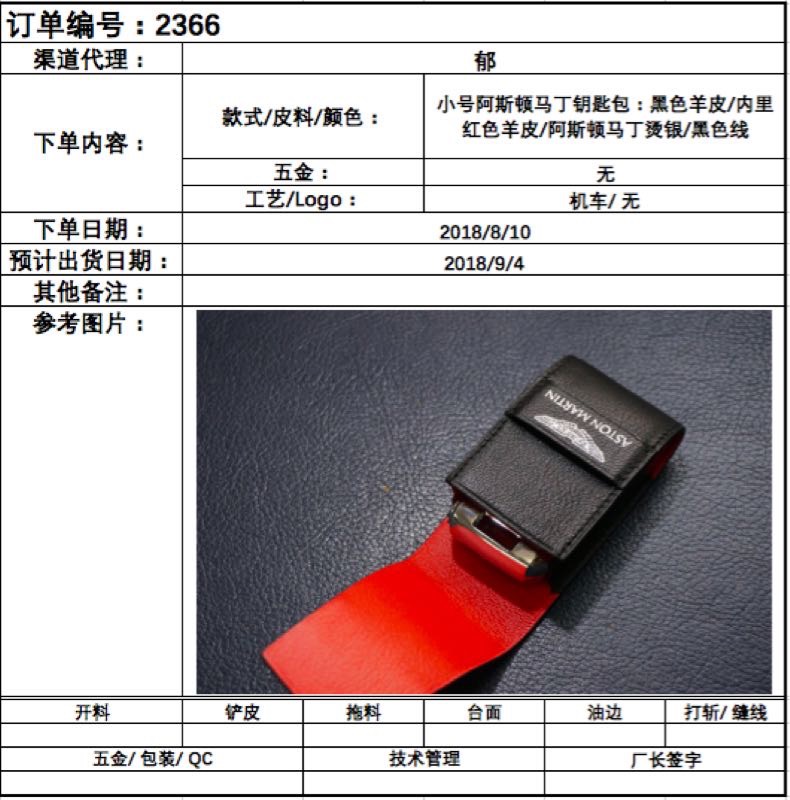 订单编号：2366
渠道代理：
郁
下单内容：
款式/皮料/颜色：
小号阿斯顿马丁钥匙包：黑色羊皮/内里
红色羊皮/阿斯顿马丁烫银/黑色线
五金：
无
工艺/Logo：
机车/ 无
下单日期：
2018/8/10
预计出货日期：
2018/9/4
其他备注：
参考图片：
ASTON MARTIN
开料
铲皮
拖料
台面
油边
打斩/ 缝线
五金/ 包装/ QC
技术管理
厂长签字